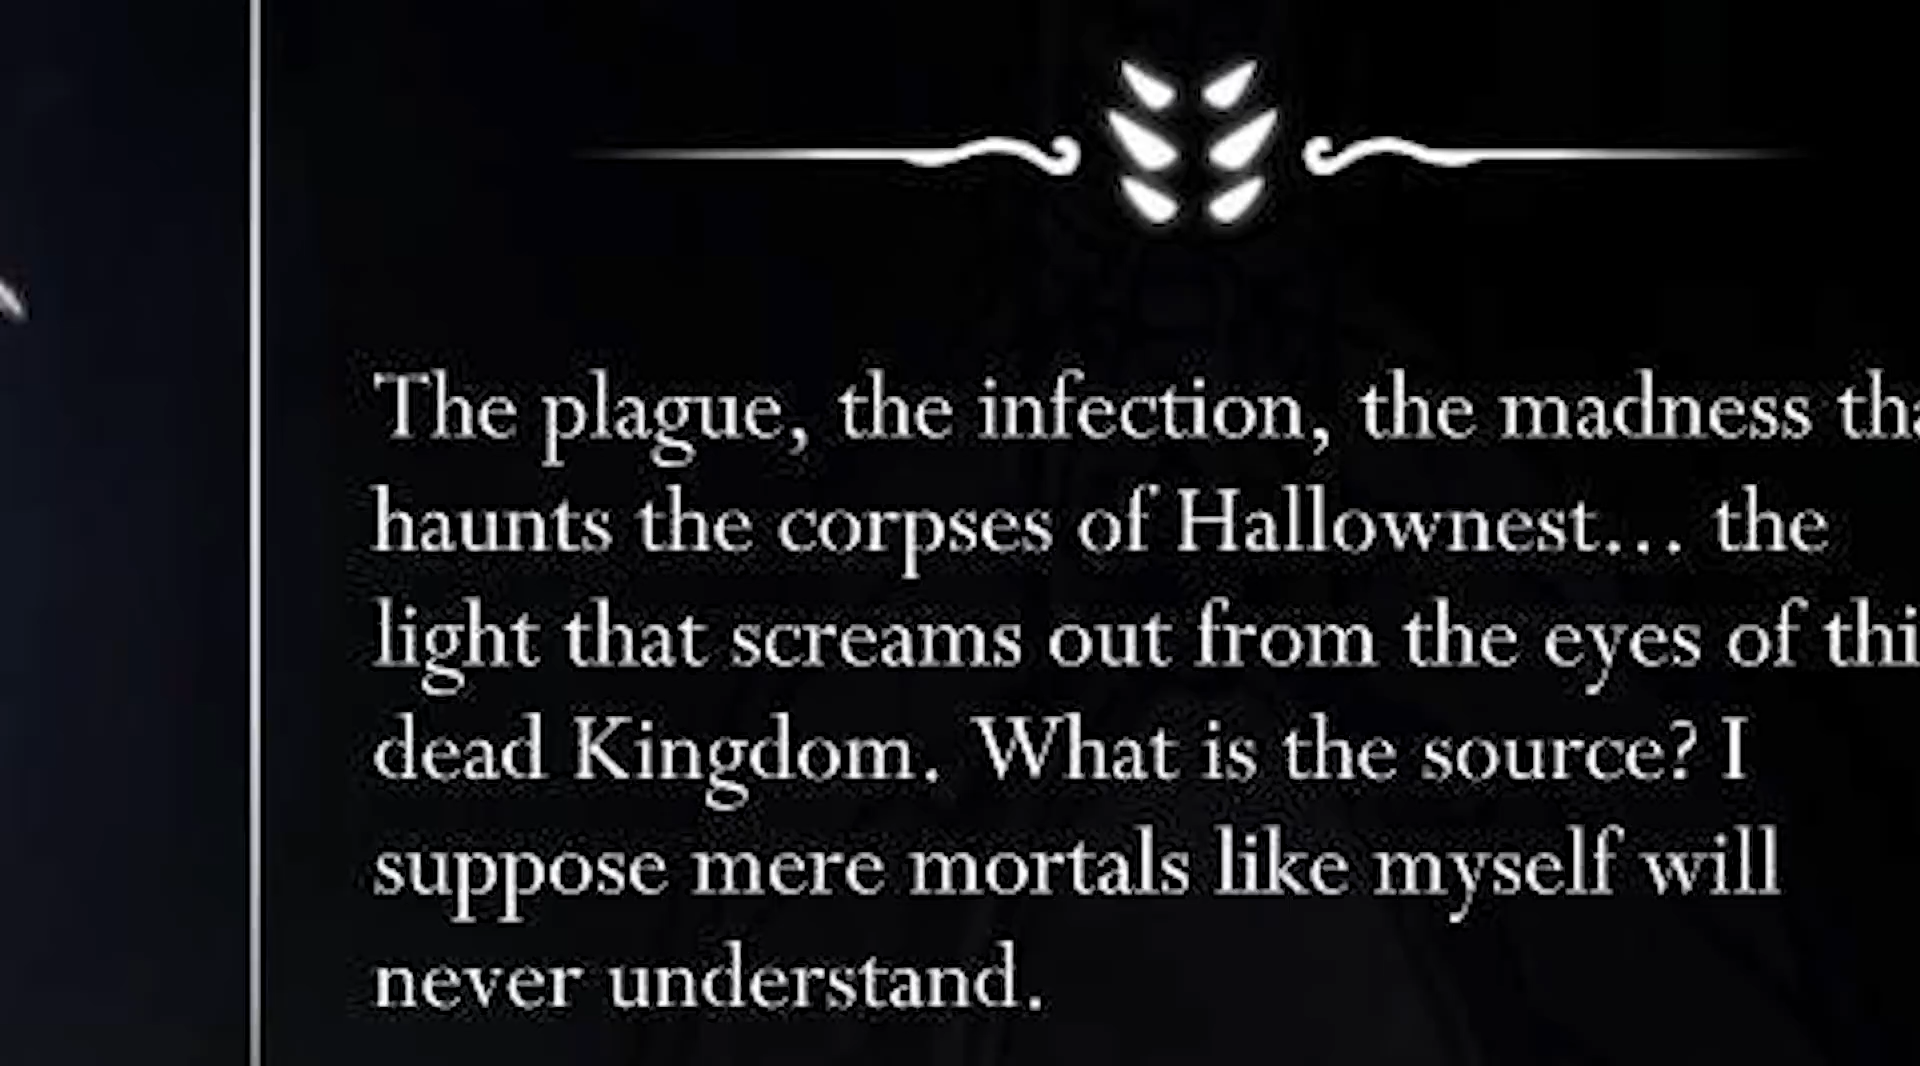 The plague, the infection, the madness tha
haunts the corpses of Hallownest... the
light that screams out from the eyes of thi
dead Kingdom. What is the source? I
suppose mere mortals like myself will
never understand.